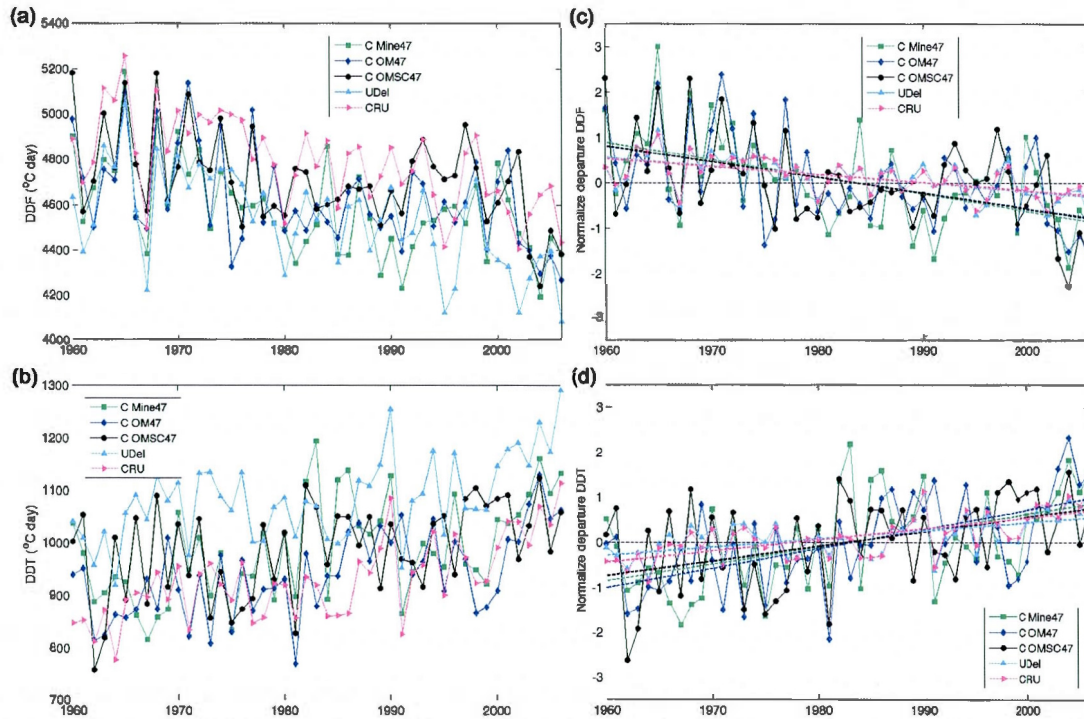 (a)
5400
5200
5000
4800
4600
4400
4200
4000
DDF (°C day)
C Mine47
C OM47
C OMSC47
UDel
CRU
1960
1970
1980
1990
2000
(c)
3
2
1
0
-1
-2
Normalize departure DDF
C Mine47
C OM47
C OMSC47
UDel
CRU
1960
1970
1980
1990
2000
(b)
1300
1200
1100
1000
900
800
700
DDT (°C day)
C Mine47
C OM47
C OMSC47
UDel
CRU
1960
1970
1980
1990
2000
(d)
3
2
1
0
-1
-2
-3
Normalize departure DDT
C Mine47
C OM47
C OMSC47
UDel
CRU
1960
1970
1980
1990
2000